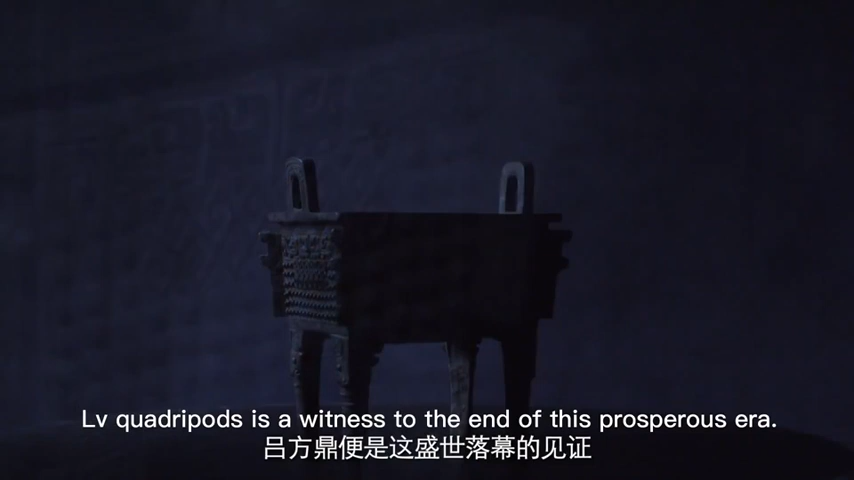 Lv quadripods is a witness to the end of this prosperous era.
吕方鼎便是这盛世落幕的见证